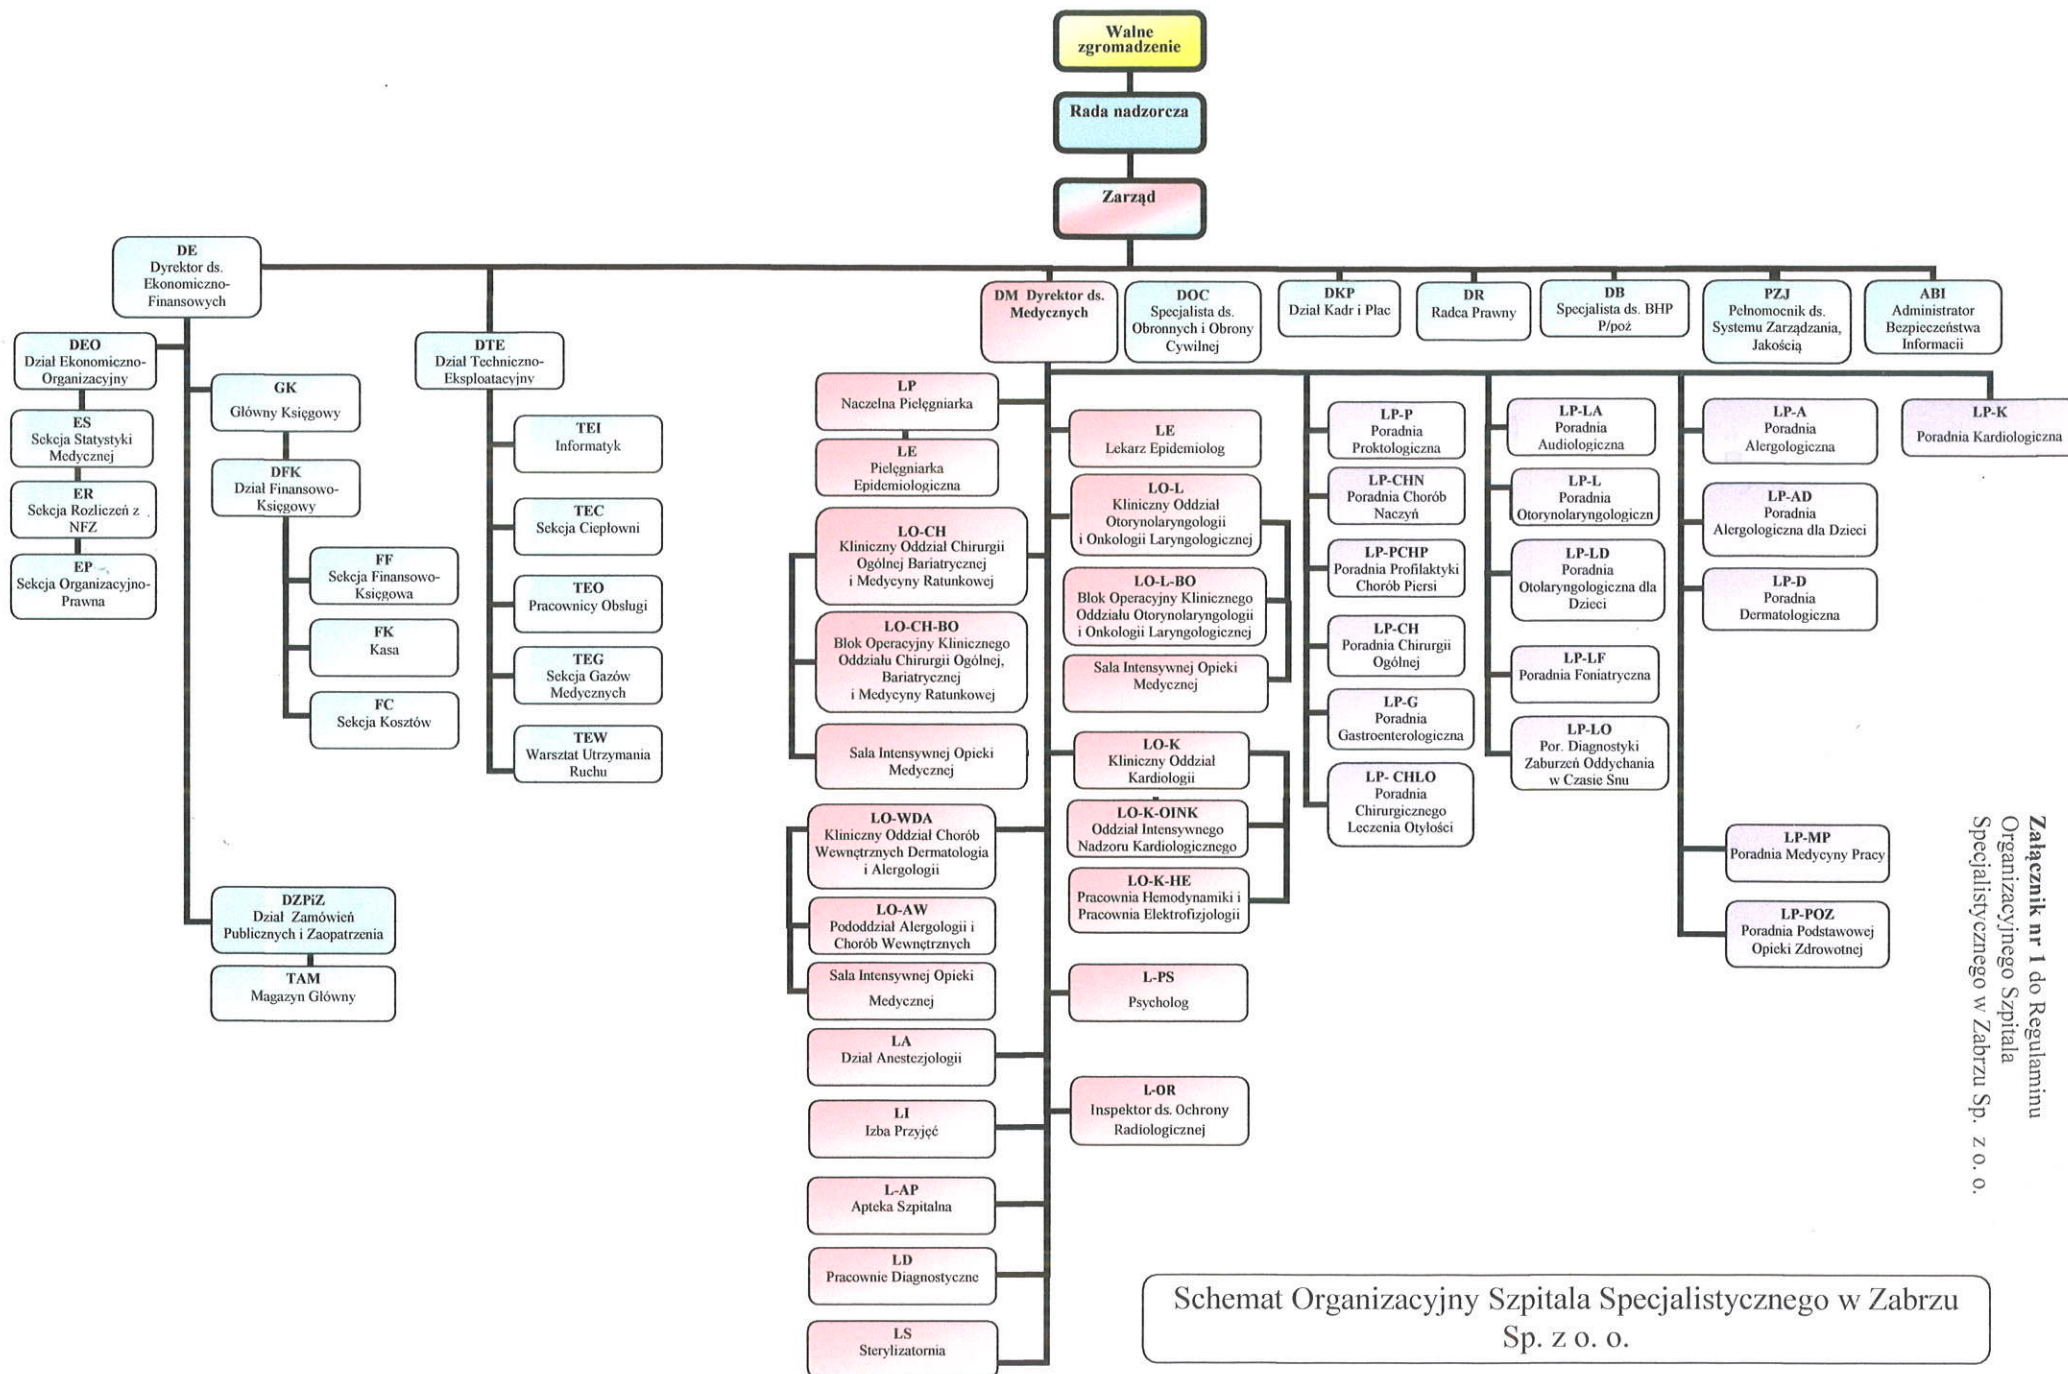 Walne
zgromadzenie
Rada nadzorcza
Zarząd
DE
Dyrektor ds.
Ekonomiczno-
Finansowych
DM Dyrektor ds.
Medycznych
DOC
Specjalista ds.
Obronnych i Obrony
Cywilnej
DKP
Dział Kadr i Płac
DR
Radca Prawny
DB
Specjalista ds. BHP
P/poż
PZJ
Pełnomocnik ds.
Systemu Zarządzania,
Jakością
ABI
Administrator
Bezpieczeństwa
Informacii
DEO
Dział Ekonomiczno-
Organizacyjny
ES
Sekcja Statystyki
Medycznej
ER
Sekcja Rozliczeń z
NFZ
EP
Sekcja Organizacyjno-
Prawna
GK
Główny Księgowy
DFK
Dział Finansowo-
Księgowy
FF
Sekcja Finansowo-
Księgowa
FK
Kasa
FC
Sekcja Kosztów
DZPiZ
Dział Zamówień
Publicznych i Zaopatrzenia
TAM
Magazyn Główny
DTE
Dział Techniczno-
Eksploatacyjny
TEI
Informatyk
TEC
Sekcja Ciepłowni
TEO
Pracownicy Obsługi
TEG
Sekcja Gazów
Medycznych
TEW
Warsztat Utrzymania
Ruchu
LP
Naczelna Pielęgniarka
LE
Pielęgniarka
Epidemiologiczna
LO-CH
Kliniczny Oddział Chirurgii
Ogólnej Bariatrycznej
i Medycyny Ratunkowej
LO-CH-BO
Blok Operacyjny Klinicznego
Oddziału Chirurgii Ogólnej,
Bariatrycznej
i Medycyny Ratunkowej
Sala Intensywnej Opieki
Medycznej
LO-WDA
Kliniczny Oddział Chorób
Wewnętrznych Dermatologia
i Alergologii
LO-AW
Pododdział Alergologii i
Chorób Wewnętrznych
Sala Intensywnej Opieki
Medycznej
LA
Dział Anestezjologii
LI
Izba Przyjęć
L-AP
Apteka Szpitalna
LD
Pracownie Diagnostyczne
LS
Sterylizatornia
LE
Lekarz Epidemiolog
LO-L
Kliniczny Oddział
Otorynolaryngologii
i Onkologii Laryngologicznej
LO-L-BO
Blok Operacyjny Klinicznego
Oddziału Otorynolaryngologii
i Onkologii Laryngologicznej
Sala Intensywnej Opieki
Medycznej
LO-K
Kliniczny Oddział
Kardiologii
LO-K-OINK
Oddział Intensywnego
Nadzoru Kardiologicznego
LO-K-HE
Pracownia Hemodynamiki i
Pracownia Elektrofizjologii
L-PS
Psycholog
L-OR
Inspektor ds. Ochrony
Radiologicznej
LP-P
Poradnia
Proktologiczna
LP-CHN
Poradnia Chorób
Naczyń
LP-PCHP
Poradnia Profilaktyki
Chorób Piersi
LP-CH
Poradnia Chirurgii
Ogólnej
LP-G
Poradnia
Gastroenterologiczna
LP- CHLO
Poradnia
Chirurgicznego
Leczenia Otyłości
LP-LA
Poradnia
Audiologiczna
LP-L
Poradnia
Otorynolaryngologiczn
LP-LD
Poradnia
Otolaryngologiczna dla
Dzieci
LP-LF
Poradnia Foniatryczna
LP-LO
Por. Diagnostyki
Zaburzeń Oddychania
w Czasie Snu
LP-A
Poradnia
Alergologiczna
LP-AD
Poradnia
Alergologiczna dla Dzieci
LP-D
Poradnia
Dermatologiczna
LP-MP
Poradnia Medycyny Pracy
LP-POZ
Poradnia Podstawowej
Opieki Zdrowotnej
LP-K
Poradnia Kardiologiczna
Załącznik nr 1 do Regulaminu
Organizacyjnego Szpitala
Specjalistycznego w Zabrzu Sp. z o. o.
Schemat Organizacyjny Szpitala Specjalistycznego w Zabrzu
Sp. z o. o.